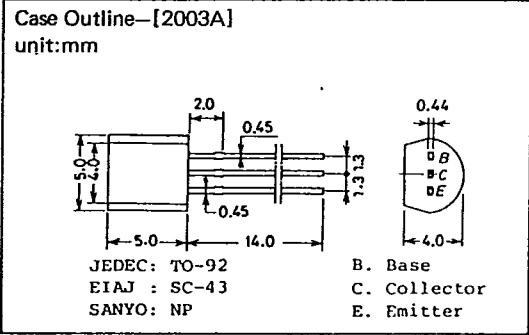 Case Outline—[2003A]
unit:mm
2.0
0.45
0.44
5.0
4.0
1.3
1.3
B
C
E
0.45
5.0
14.0
4.0
JEDEC: TO-92
EIAJ : SC-43
SANYO: NP
B. Base
C. Collector
E. Emitter